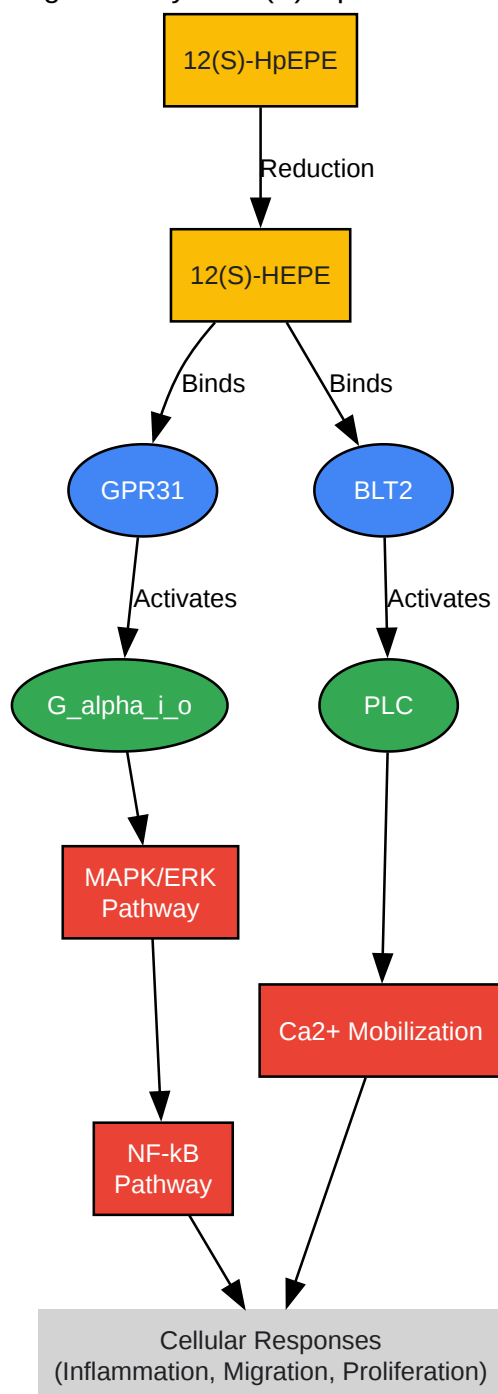 12(S)-HpEPE
Reduction
12(S)-HEPE
Binds
Binds
GPR31
BLT2
Activates
Activates
G_alpha_i_o
PLC
MAPK/ERK
Pathway
Ca2+ Mobilization
NF-kB
Pathway
Cellular Responses
(Inflammation, Migration, Proliferation)